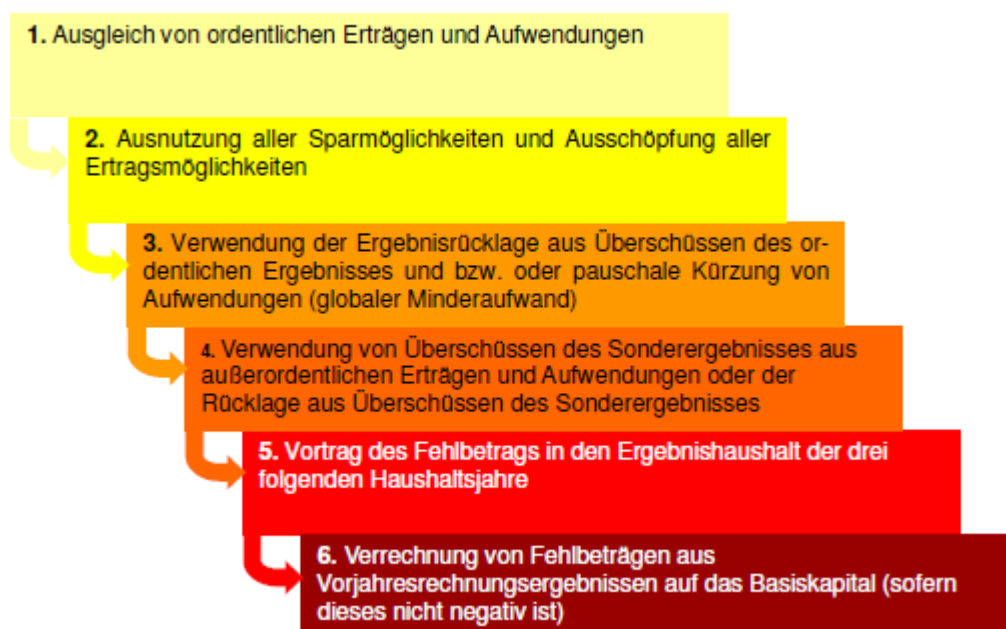 1. Ausgleich von ordentlichen Erträgen und Aufwendungen
2. Ausnutzung aller Sparmöglichkeiten und Ausschöpfung aller
Ertragsmöglichkeiten
3. Verwendung der Ergebnisrücklage aus Überschüssen des or-
dentlichen Ergebnisses und bzw. oder pauschale Kürzung von
Aufwendungen (globaler Minderaufwand)
4. Verwendung von Überschüssen des Sonderergebnisses aus
außerordentlichen Erträgen und Aufwendungen oder der
Rücklage aus Überschüssen des Sonderergebnisses
5. Vortrag des Fehlbetrags in den Ergebnishaushalt der drei
folgenden Haushaltsjahre
6. Verrechnung von Fehlbeträgen aus
Vorjahresrechnungsergebnissen auf das Basiskapital (sofern
dieses nicht negativ ist)